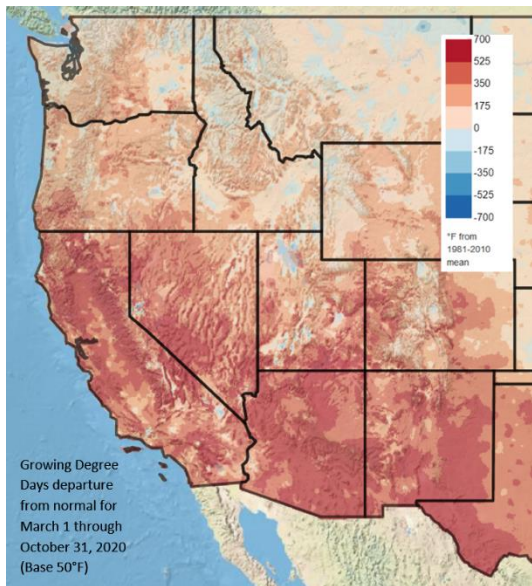 700
525
350
175
0
-175
-350
-525
-700
°F from
1981-2010
mean
Growing Degree
Days departure
from normal for
March 1 through
October 31, 2020
(Base 50°F)